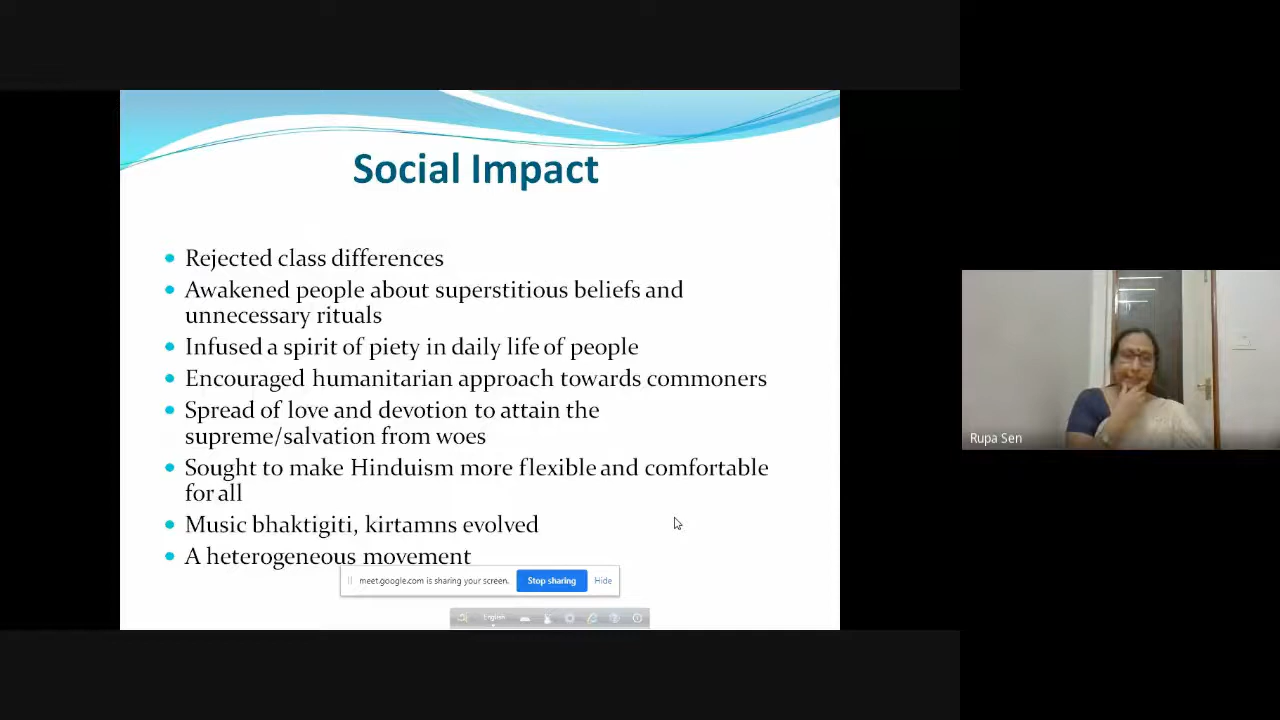 Social Impact
Rejected class differences
Awakened people about superstitious beliefs and
unnecessary rituals
Infused a spirit of piety in daily life of people
Encouraged humanitarian approach towards commoners
Spread of love and devotion to attain the
supreme/salvation from woes
Sought to make Hinduism more flexible and comfortable
for all
Music bhaktigiti, kirtamns evolved
A heterogeneous movement
meet.google.com is sharing your screen. Stop sharing Hide
English
Rupa Sen